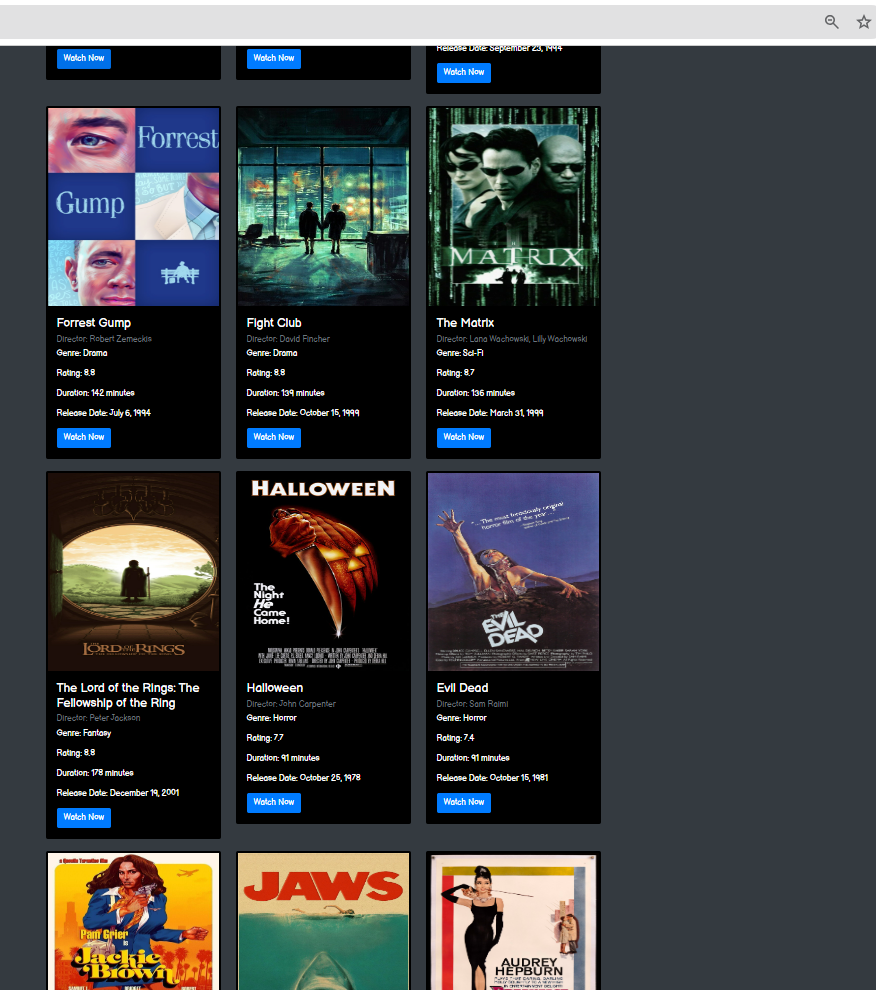 Release Date: September 23, 1994
Watch Now
Watch Now
Watch Now
Forrest
Gump
Forrest Gump
Director: Robert Zemeckis
Genre: Drama
Rating: 8.8
Duration: 142 minutes
Release Date: July 6, 1994
Watch Now
Fight Club
Director: David Fincher
Genre: Drama
Rating: 8.8
Duration: 139 minutes
Release Date: October 15, 1999
Watch Now
MATRIX
The Matrix
Director: Lana Wachowski, Lilly Wachowski
Genre: Sci-Fi
Rating: 8.7
Duration: 136 minutes
Release Date: March 31, 1999
Watch Now
THE LORD OF THE RINGS
The Lord of the Rings: The
Fellowship of the Ring
Director: Peter Jackson
Genre: Fantasy
Rating: 8.8
Duration: 178 minutes
Release Date: December 19, 2001
Watch Now
HALLOWEEN
The
Night
He
Came
Home!
Halloween
Director: John Carpenter
Genre: Horror
Rating: 7.7
Duration: 91 minutes
Release Date: October 25, 1978
Watch Now
"...The most ferociously original
horror film of the year..."
THE
EVIL
DEAD
Evil Dead
Director: Sam Raimi
Genre: Horror
Rating: 7.4
Duration: 91 minutes
Release Date: October 15, 1981
Watch Now
a Quentin Tarantino film
Pam Grier
is
Jackie
Brown
JAWS
AUDREY
HEPBURN